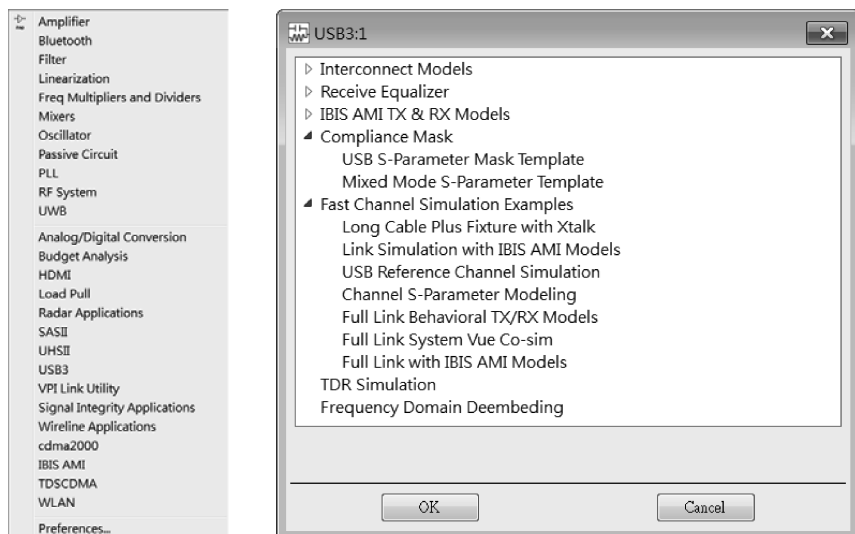 Amplifier
Bluetooth
Filter
Linearization
Freq Multipliers and Dividers
Mixers
Oscillator
Passive Circuit
PLL
RF System
UWB
Analog/Digital Conversion
Budget Analysis
HDMI
Load Pull
Radar Applications
SASII
UHSII
USB3
VPI Link Utility
Signal Integrity Applications
Wireline Applications
cdma2000
IBIS AMI
TDSCDMA
WLAN
Preferences...
USB3:1
Interconnect Models
Receive Equalizer
IBIS AMI TX & RX Models
Compliance Mask
USB S-Parameter Mask Template
Mixed Mode S-Parameter Template
Fast Channel Simulation Examples
Long Cable Plus Fixture with Xtalk
Link Simulation with IBIS AMI Models
USB Reference Channel Simulation
Channel S-Parameter Modeling
Full Link Behavioral TX/RX Models
Full Link System Vue Co-sim
Full Link with IBIS AMI Models
TDR Simulation
Frequency Domain Deembeding
OK
Cancel